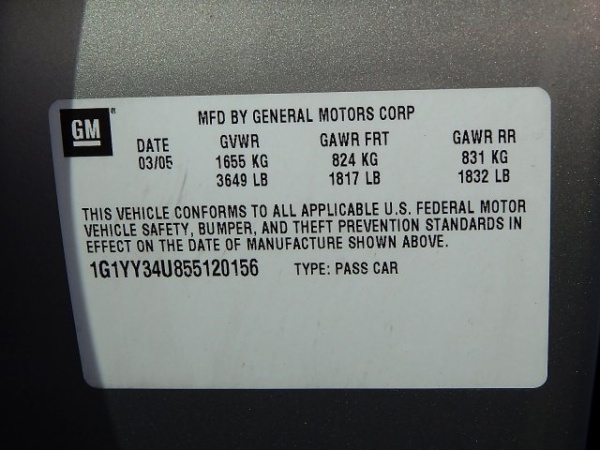 GM®
MFD BY GENERAL MOTORS CORP
DATE GVWR GAWR FRT GAWR RR
03/05 1655 KG 824 KG 831 KG
3649 LB 1817 LB 1832 LB
THIS VEHICLE CONFORMS TO ALL APPLICABLE U.S. FEDERAL MOTOR
VEHICLE SAFETY, BUMPER, AND THEFT PREVENTION STANDARDS IN
EFFECT ON THE DATE OF MANUFACTURE SHOWN ABOVE.
1G1YY34U855120156 TYPE: PASS CAR